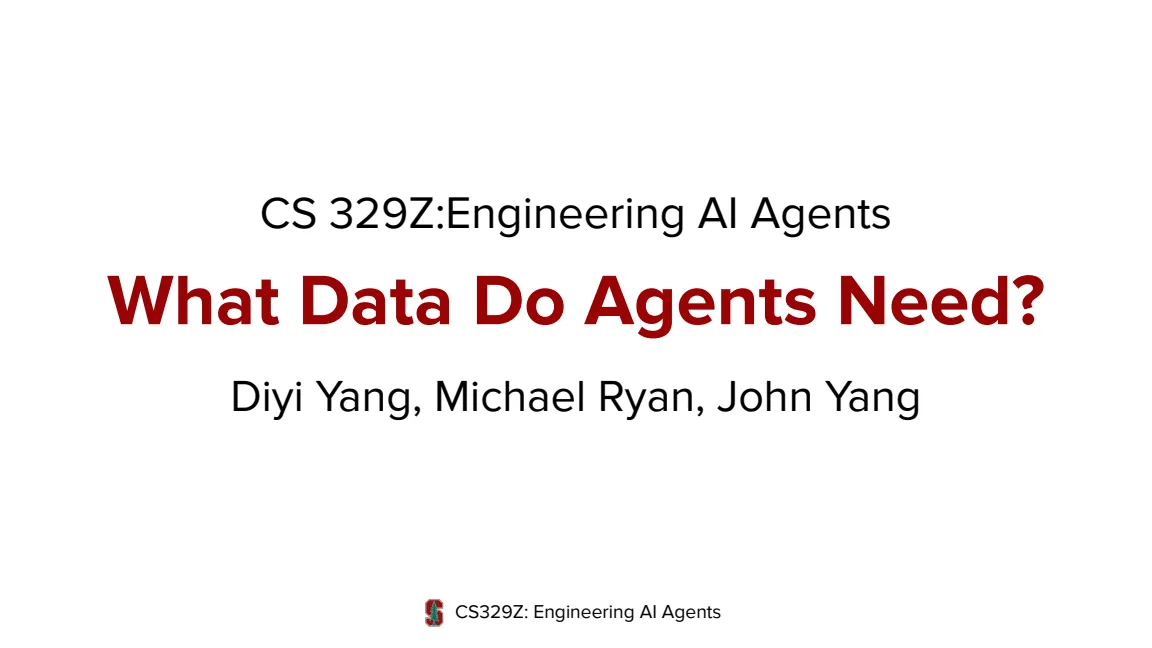 CS 329Z:Engineering AI Agents
What Data Do Agents Need?
Diyi Yang, Michael Ryan, John Yang
CS329Z: Engineering AI Agents